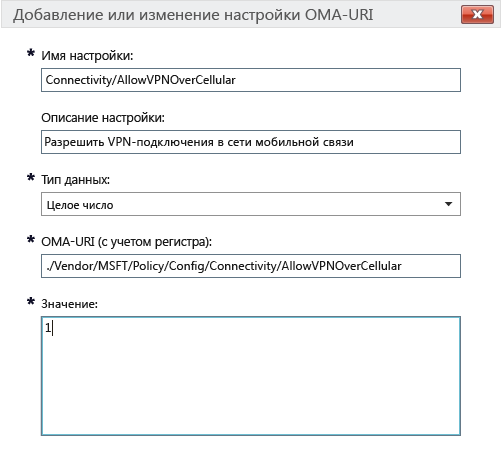 Добавление или изменение настройки OMA-URI
* Имя настройки:
Connectivity/AllowVPNOverCellular
Описание настройки:
Разрешить VPN-подключения в сети мобильной связи
* Тип данных:
Целое число
* OMA-URI (с учетом регистра):
./Vendor/MSFT/Policy/Config/Connectivity/AllowVPNOverCellular
* Значение:
1